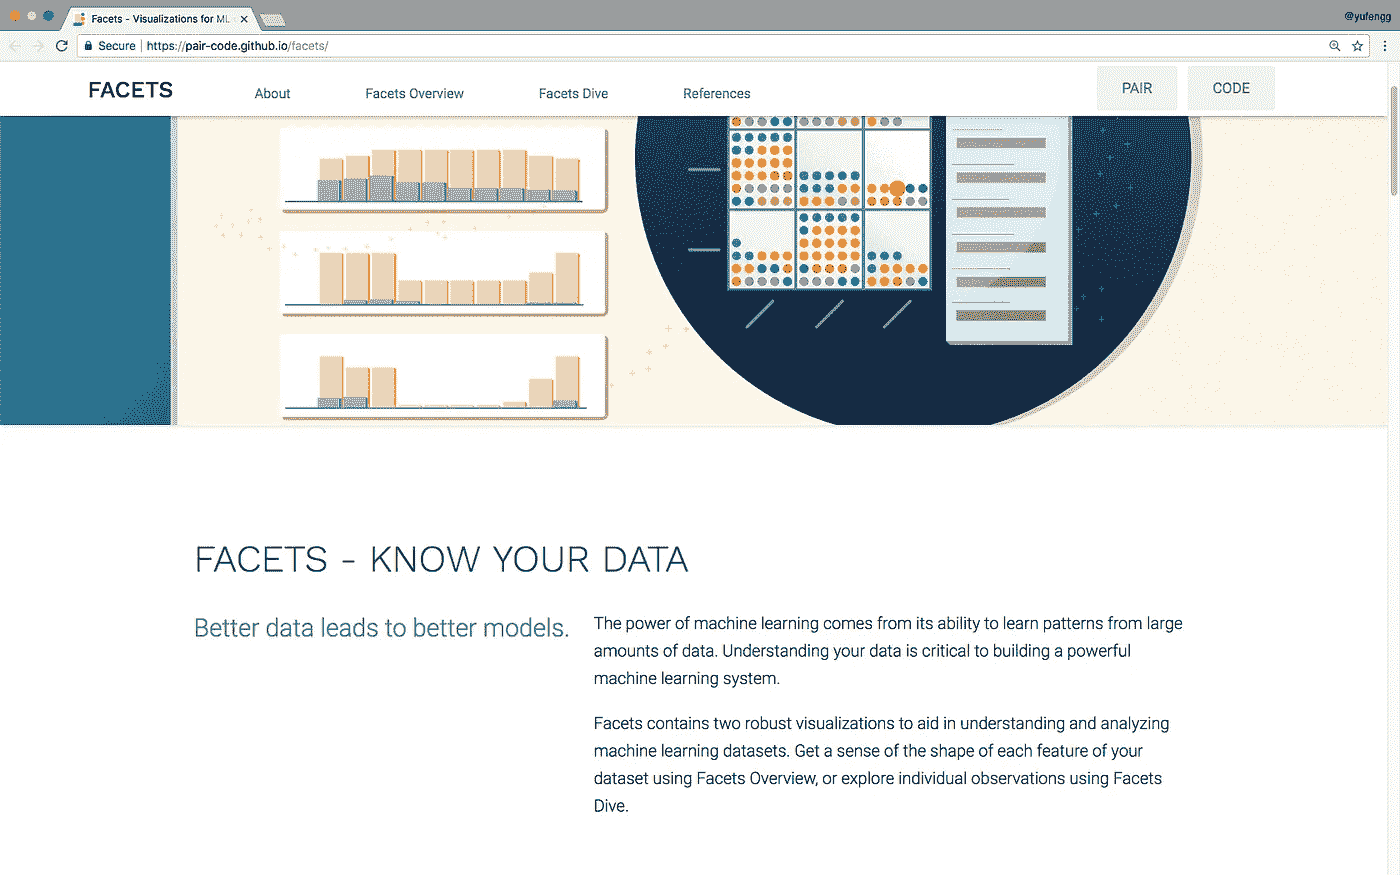 Facets - Visualizations for ML
@yufengg
Secure | https://pair-code.github.io/facets/
FACETS
About
Facets Overview
Facets Dive
References
PAIR
CODE
FACETS - KNOW YOUR DATA
Better data leads to better models.
The power of machine learning comes from its ability to learn patterns from large
amounts of data. Understanding your data is critical to building a powerful
machine learning system.
Facets contains two robust visualizations to aid in understanding and analyzing
machine learning datasets. Get a sense of the shape of each feature of your
dataset using Facets Overview, or explore individual observations using Facets
Dive.